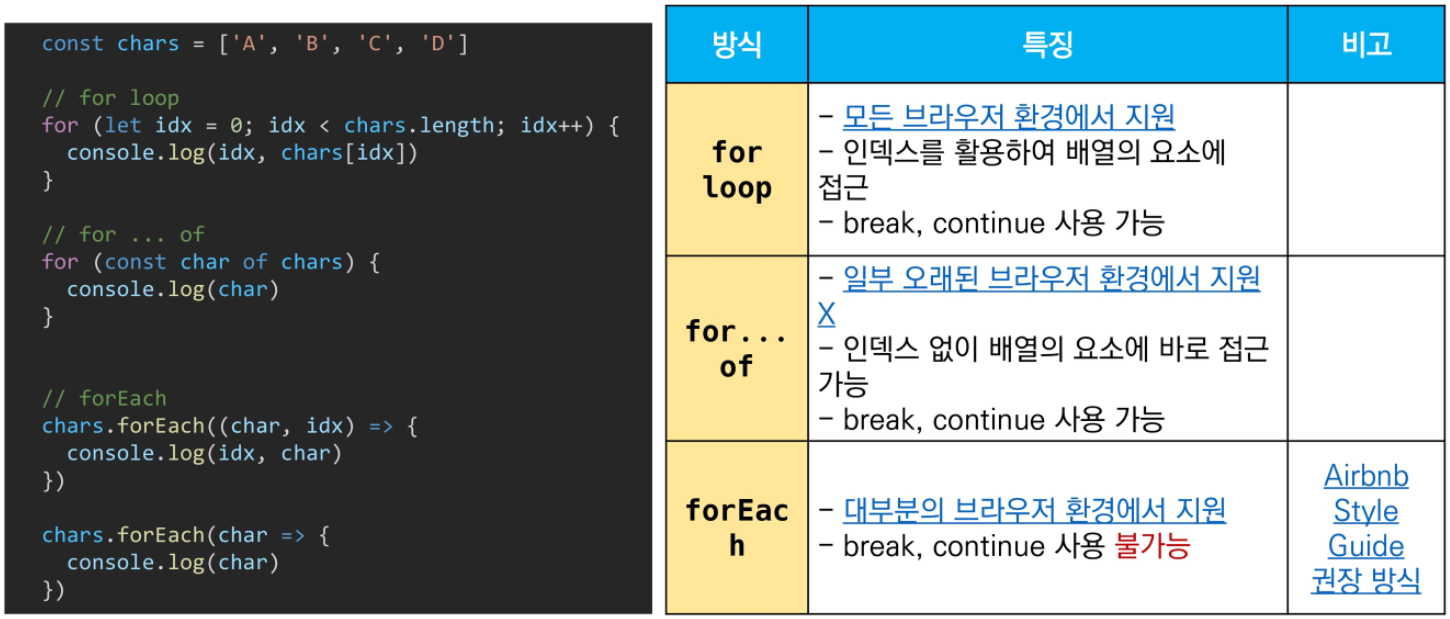 const chars = ['A', 'B', 'C', 'D']
// for loop
for (let idx = 0; idx < chars.length; idx++) {
  console.log(idx, chars[idx])
}
// for ... of
for (const char of chars) {
  console.log(char)
}
// forEach
chars.forEach((char, idx) => {
  console.log(idx, char)
})
chars.forEach(char => {
  console.log(char)
})
방식
특징
비고
for
loop
- 모든 브라우저 환경에서 지원
- 인덱스를 활용하여 배열의 요소에
접근
- break, continue 사용 가능
for...
of
- 일부 오래된 브라우저 환경에서 지원
X
- 인덱스 없이 배열의 요소에 바로 접근
가능
- break, continue 사용 가능
forEac
h
- 대부분의 브라우저 환경에서 지원
- break, continue 사용 불가능
Airbnb
Style
Guide
권장 방식